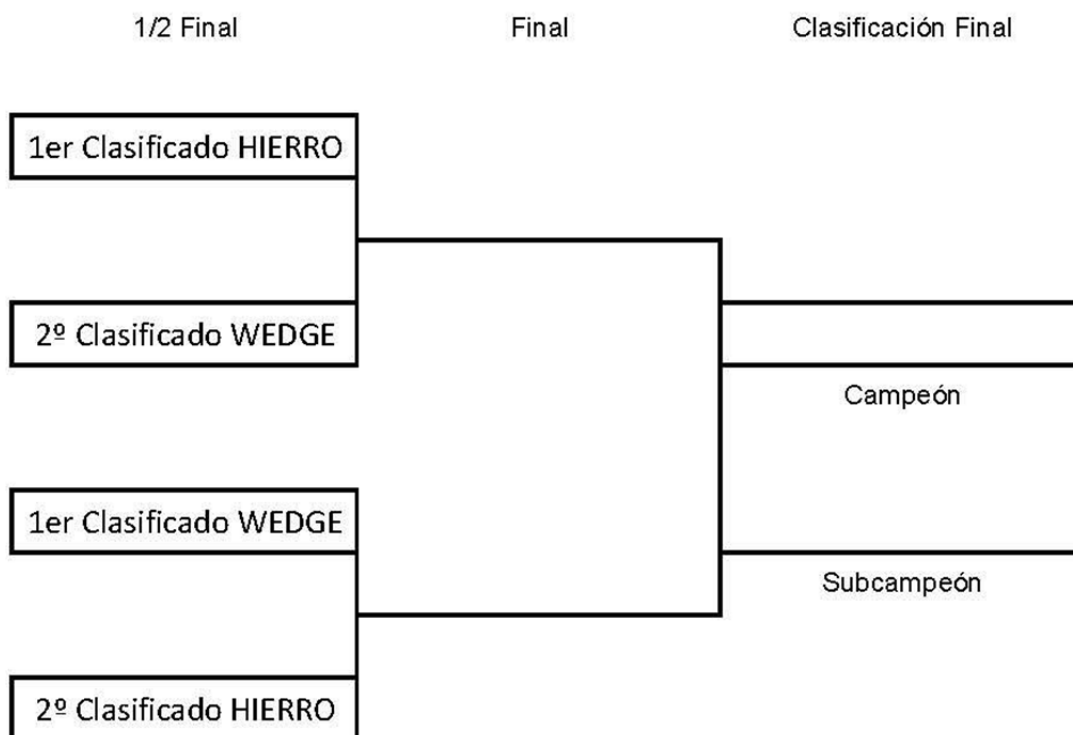 1/2 Final
Final
Clasificación Final
1er Clasificado HIERRO
2º Clasificado WEDGE
Campeón
1er Clasificado WEDGE
Subcampeón
2º Clasificado HIERRO